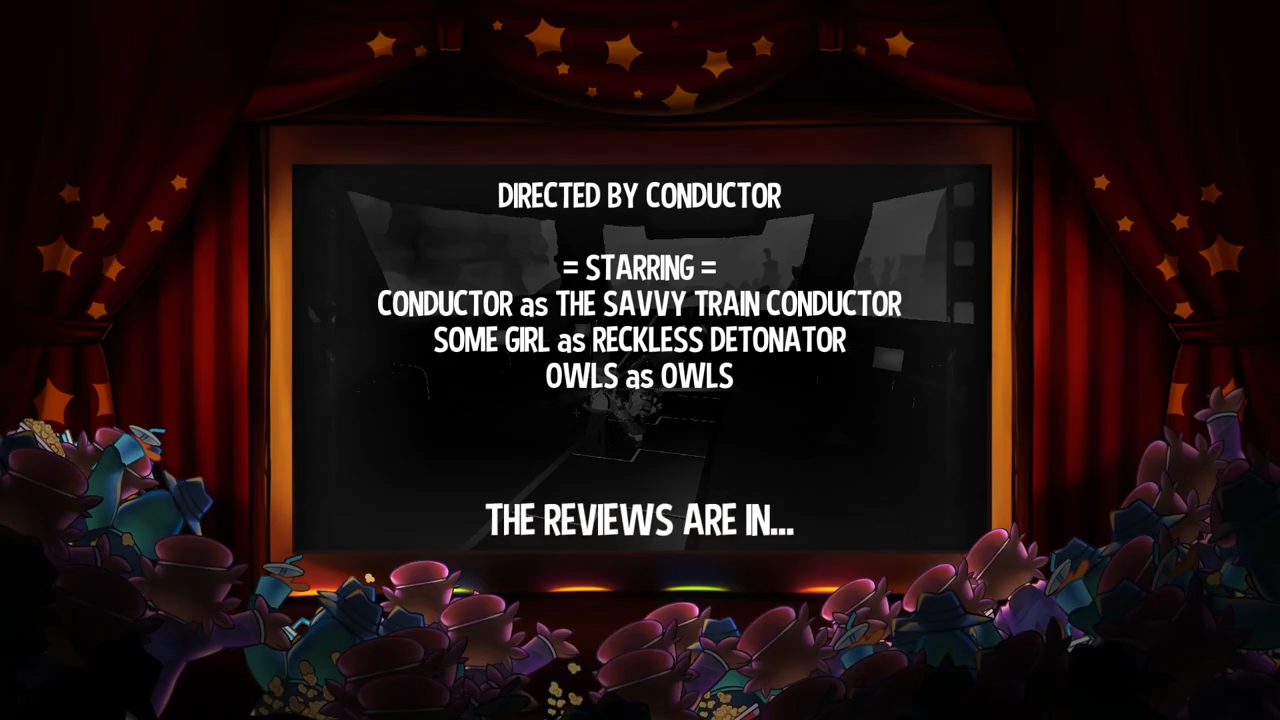 DIRECTED BY CONDUCTOR
= STARRING =
CONDUCTOR as THE SAVVY TRAIN CONDUCTOR
SOME GIRL as RECKLESS DETONATOR
OWLS as OWLS
THE REVIEWS ARE IN...